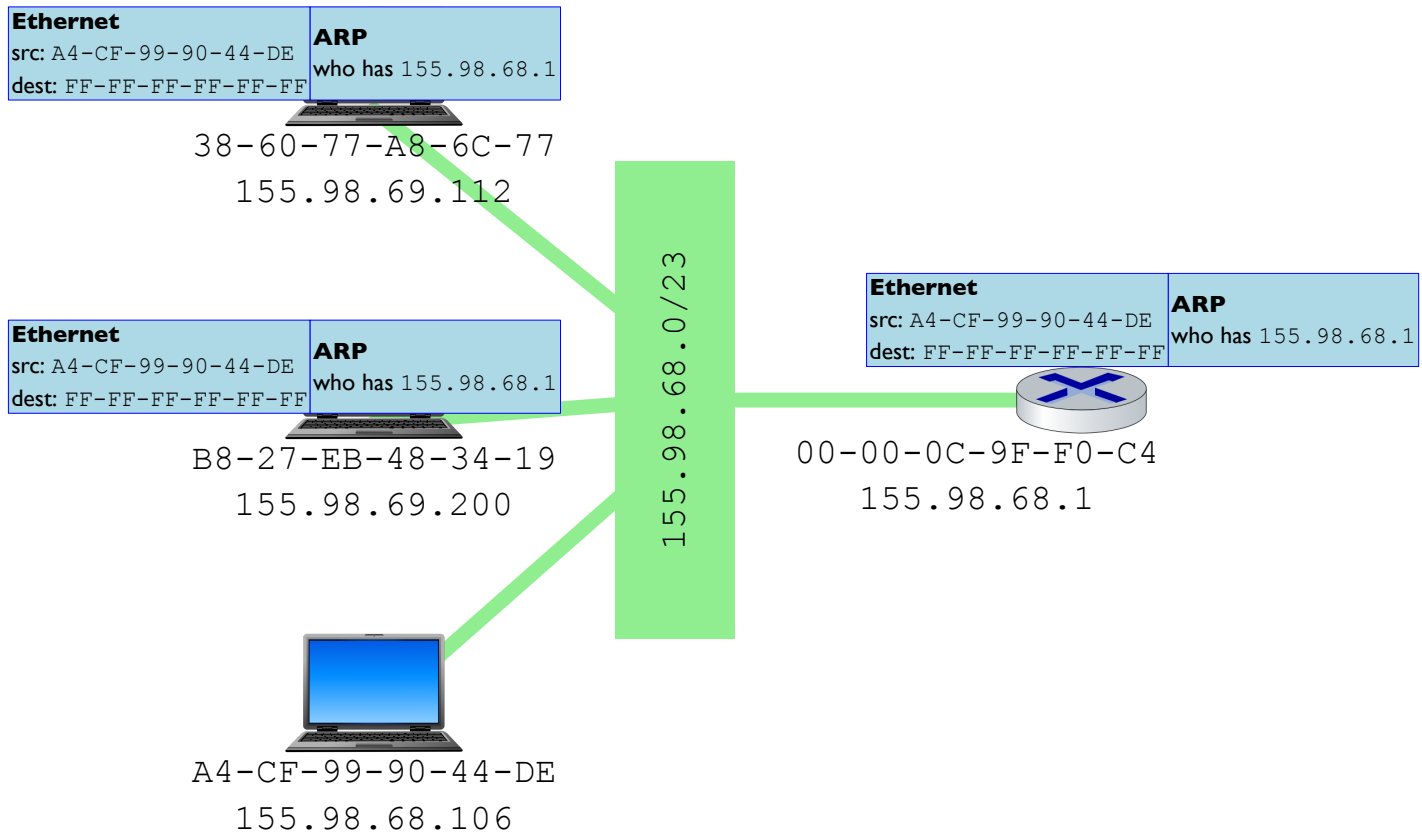 Ethernet
src: A4-CF-99-90-44-DE
dest: FF-FF-FF-FF-FF-FF
ARP
who has 155.98.68.1
38-60-77-A8-6C-77
155.98.69.112
Ethernet
src: A4-CF-99-90-44-DE
dest: FF-FF-FF-FF-FF-FF
ARP
who has 155.98.68.1
B8-27-EB-48-34-19
155.98.69.200
A4-CF-99-90-44-DE
155.98.68.106
155.98.68.0/23
Ethernet
src: A4-CF-99-90-44-DE
dest: FF-FF-FF-FF-FF-FF
ARP
who has 155.98.68.1
00-00-0C-9F-F0-C4
155.98.68.1